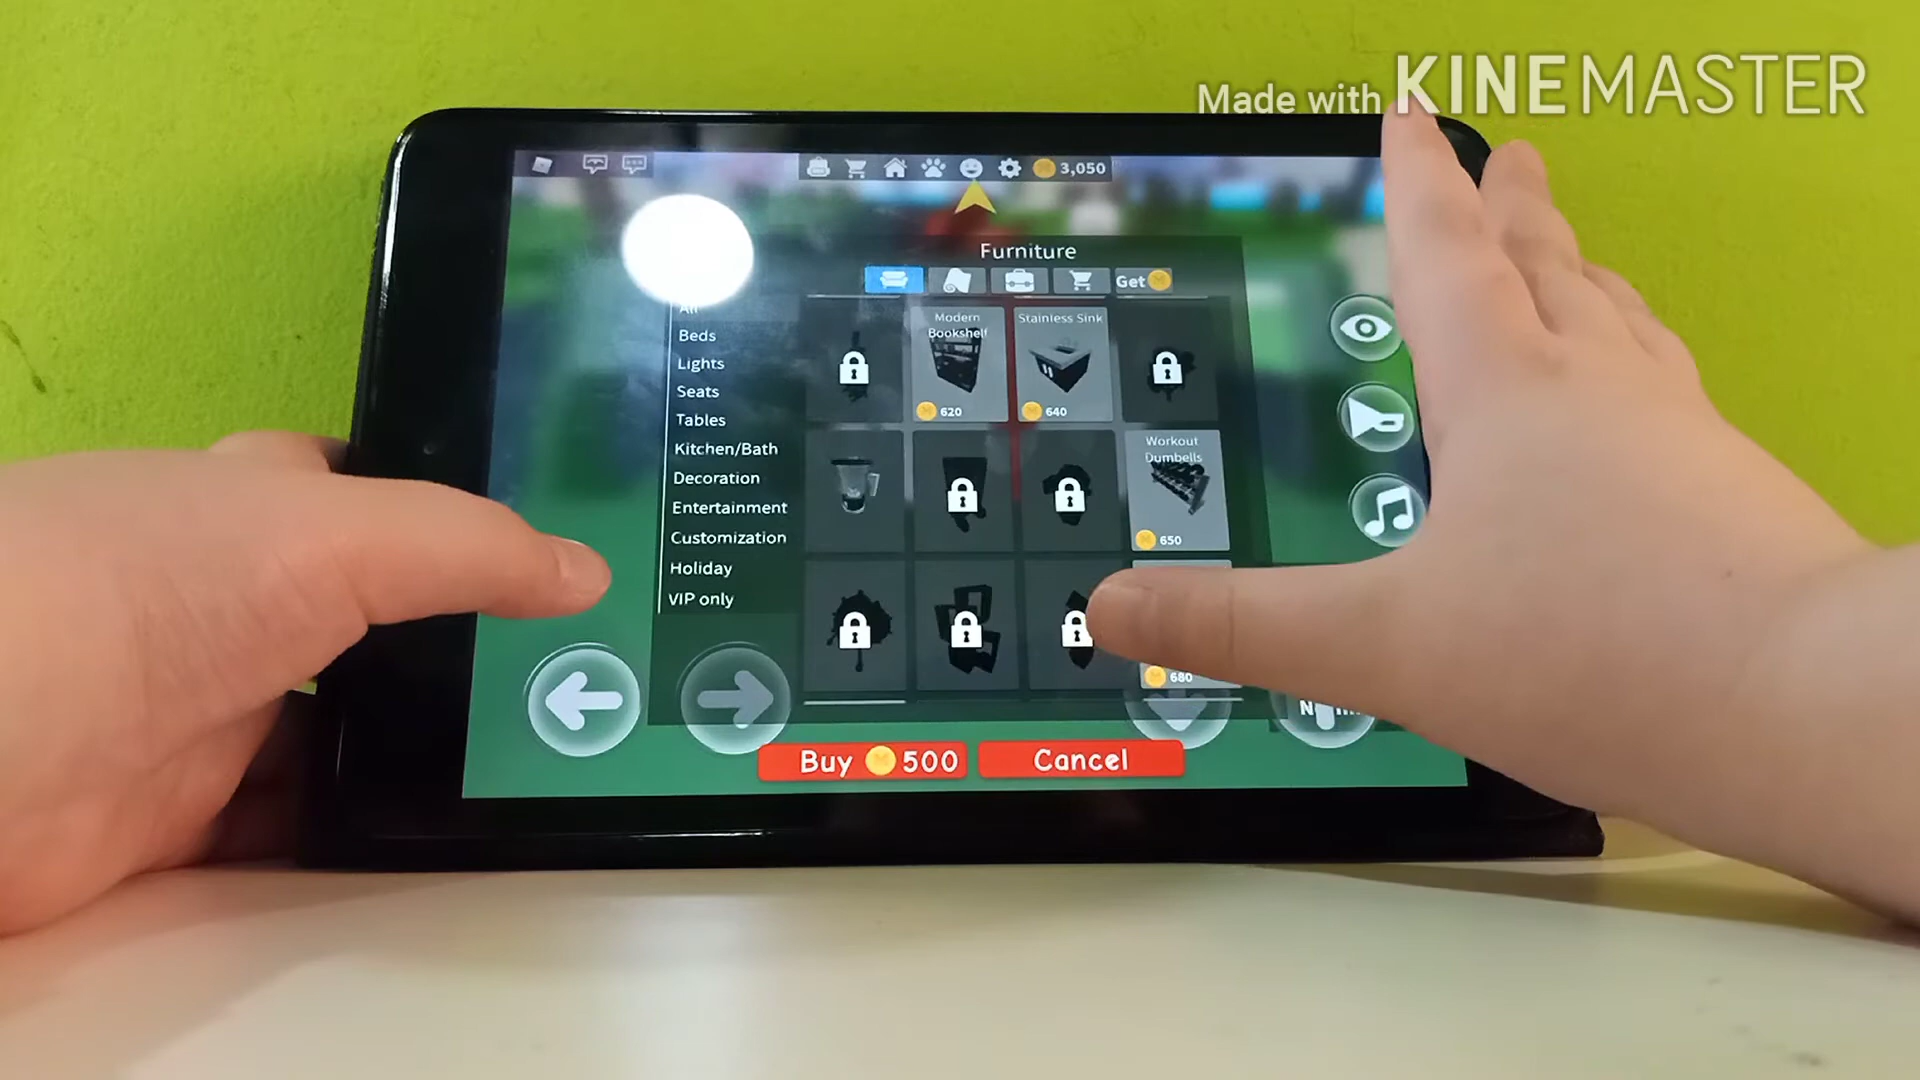 Made with KINEMASTER
3,050
Furniture
Get
All
Beds
Lights
Seats
Tables
Kitchen/Bath
Decoration
Entertainment
Customization
Holiday
VIP only
Modern
Bookshelf
620
Stainless Sink
640
Workout
Dumbells
650
680
Buy 500
Cancel